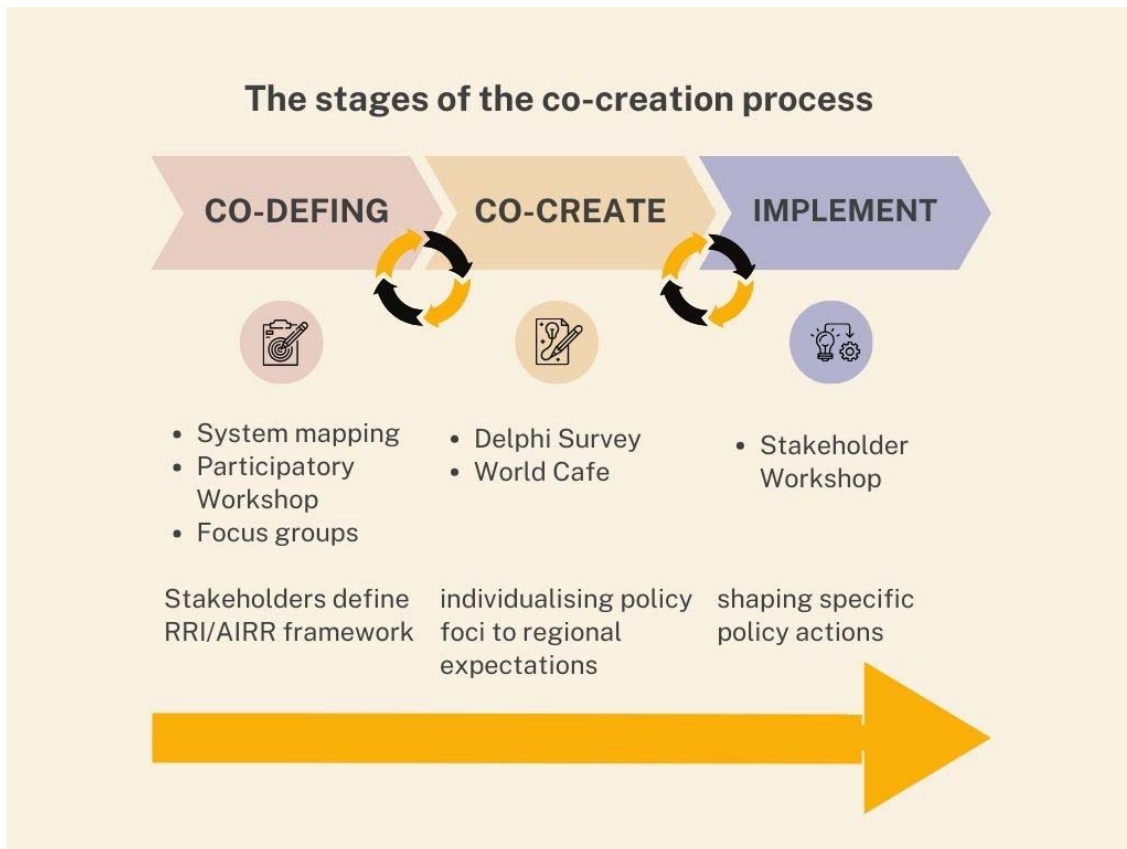 The stages of the co-creation process
CO-DEFING
CO-CREATE
IMPLEMENT
• System mapping
• Participatory
Workshop
• Focus groups
• Delphi Survey
• World Cafe
• Stakeholder
Workshop
Stakeholders define
RRI/AIRR framework
individualising policy
foci to regional
expectations
shaping specific
policy actions